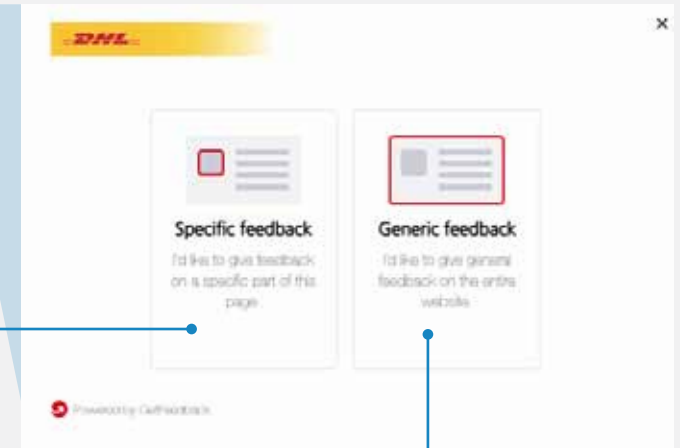 DHL
×
Specific feedback
I'd like to give feedback
on a specific part of this
page
Generic feedback
I'd like to give general
feedback on the entire
website
Powered by GetFeedback